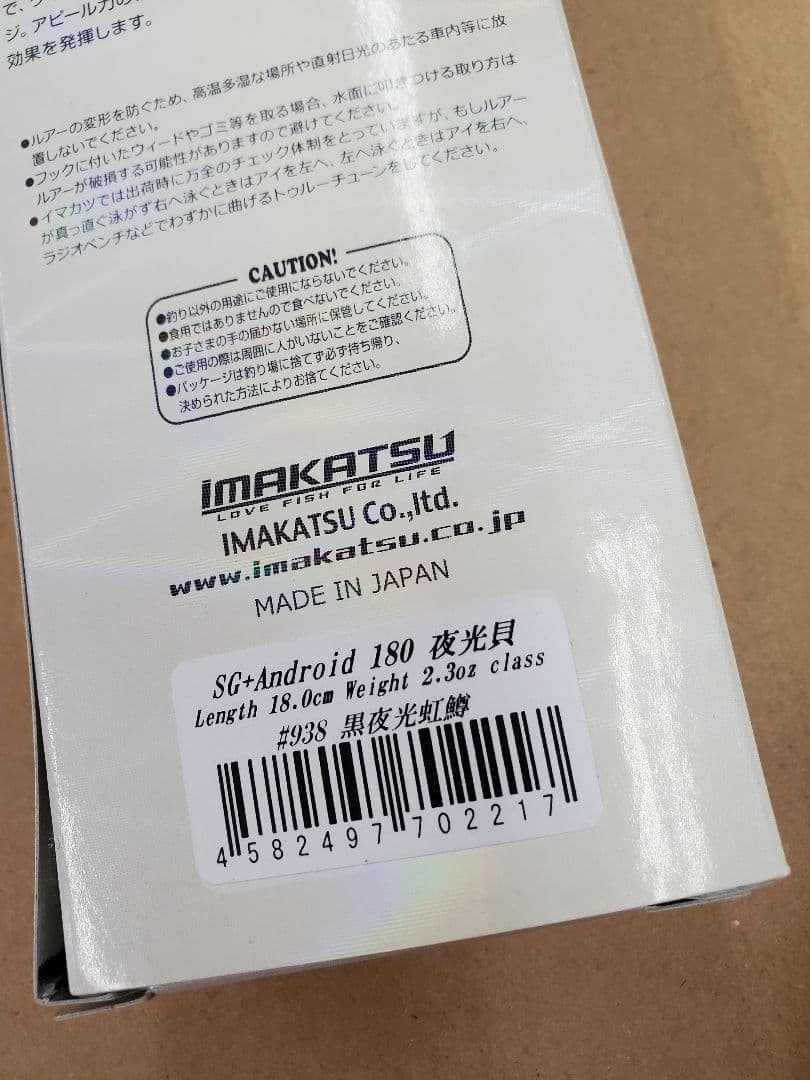 ジ。アピール力の
効果を発揮します。
●ルアーの変形を防ぐため、高温多湿な場所や直射日光のあたる車内等に放
置しないでください。
●フックに付いたウィードやゴミ等を取る場合、水面に叩きつける取り方は
ルアーが破損する可能性がありますので避けてください。
●イマカツでは出荷時に万全のチェック体制をとっていますが、もしルアー
が真っ直ぐ泳がず右へ泳ぐときはアイを左へ、左へ泳ぐときはアイを右へ、
ラジオペンチなどでわずかに曲げるトゥルーチューンをしてください。
CAUTION!
●釣り以外の用途にご使用にならないでください。
●食用ではありませんので食べないでください。
●お子さまの手の届かない場所に保管してください。
●ご使用の際は周囲に人がいないことをご確認ください。
●パッケージは釣り場に捨てず必ず持ち帰り、
決められた方法によりお捨てください。
IMAKATSU
LOVE FISH FOR LIFE
IMAKATSU Co.,ltd.
www.imakatsu.co.jp
MADE IN JAPAN
SG+Android 180 夜光貝
Length 18.0cm Weight 2.3oz class
#938 黒夜光虹鱒
4 582497 702217